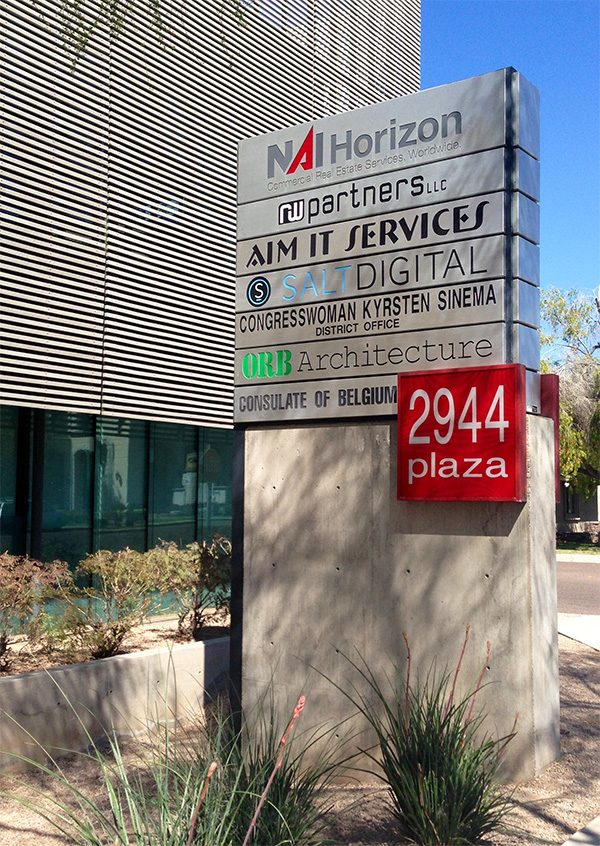 NAI Horizon
Commercial Real Estate Services, Worldwide.
rw partners LLC
AIM IT SERVICES
S SALTDIGITAL
CONGRESSWOMAN KYRSTEN SINEMA
DISTRICT OFFICE
ORB Architecture
CONSULATE OF BELGIUM
2944
plaza